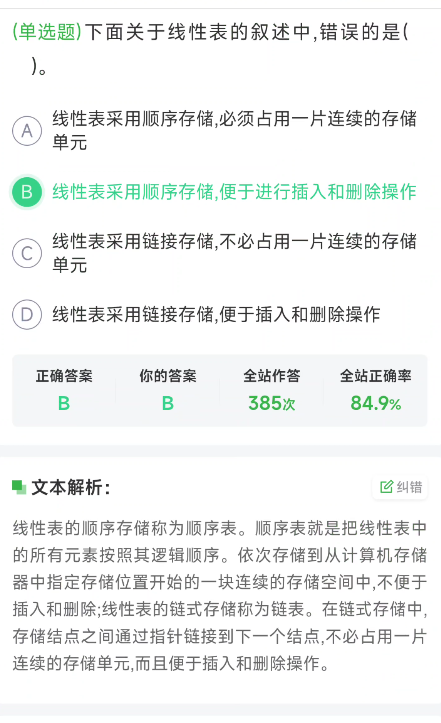 (单选题)下面关于线性表的叙述中,错误的是(
)。
A 线性表采用顺序存储,必须占用一片连续的存储
单元
B 线性表采用顺序存储,便于进行插入和删除操作
C 线性表采用链接存储,不必占用一片连续的存储
单元
D 线性表采用链接存储,便于插入和删除操作
正确答案 你的答案 全站作答 全站正确率
B B 385次 84.9%
文本解析: 纠错
线性表的顺序存储称为顺序表。顺序表就是把线性表中
的所有元素按照其逻辑顺序。依次存储到从计算机存储
器中指定存储位置开始的一块连续的存储空间中,不便于
插入和删除;线性表的链式存储称为链表。在链式存储中,
存储结点之间通过指针链接到下一个结点,不必占用一片
连续的存储单元,而且便于插入和删除操作。